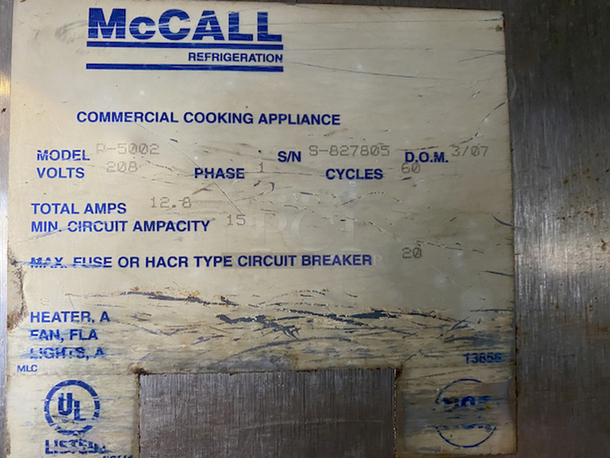 McCALL
REFRIGERATION
COMMERCIAL COOKING APPLIANCE
MODEL R-5002 S/N S-827805 D.O.M. 3/07
VOLTS 208 PHASE 1 CYCLES 60
TOTAL AMPS 12.8
MIN. CIRCUIT AMPACITY 15
MAX. FUSE OR HACR TYPE CIRCUIT BREAKER 20
HEATER, A
FAN, FLA
LIGHTS, A
MLC 13656
UL
LISTED